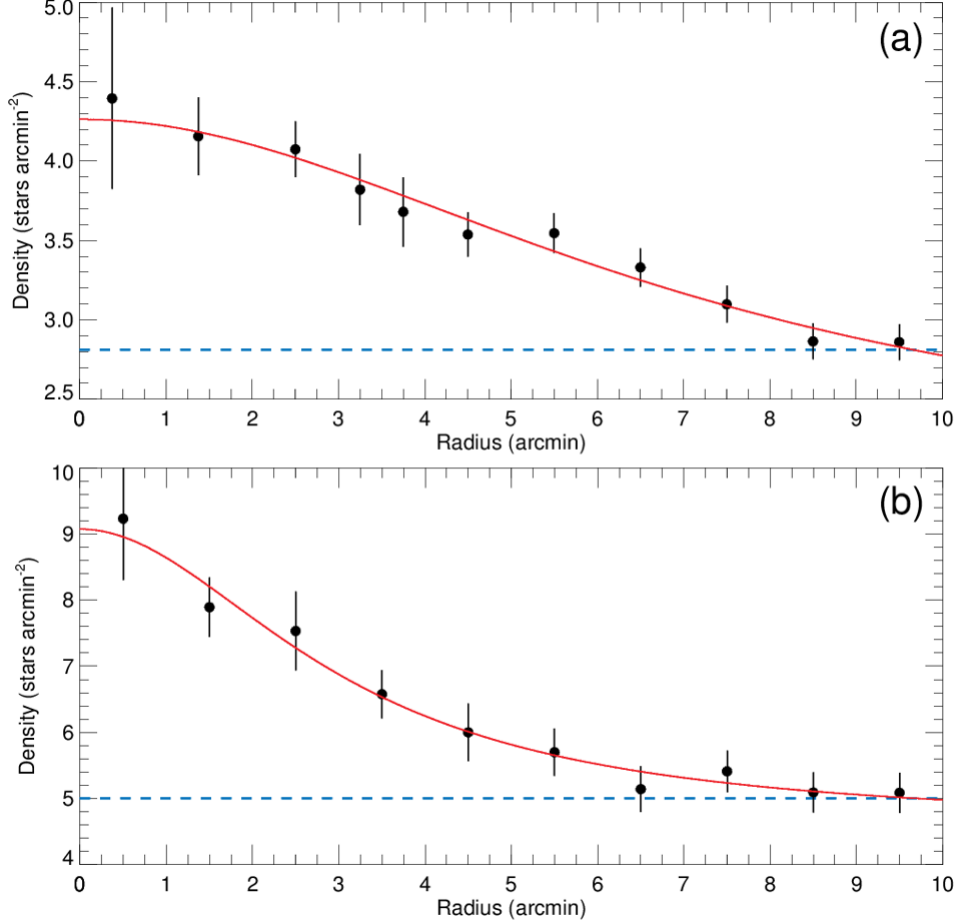 (a)
5.0
4.5
4.0
3.5
3.0
2.5
Density (stars arcmin-2)
0 1 2 3 4 5 6 7 8 9 10
Radius (arcmin)
(b)
10
9
8
7
6
5
4
Density (stars arcmin-2)
0 1 2 3 4 5 6 7 8 9 10
Radius (arcmin)